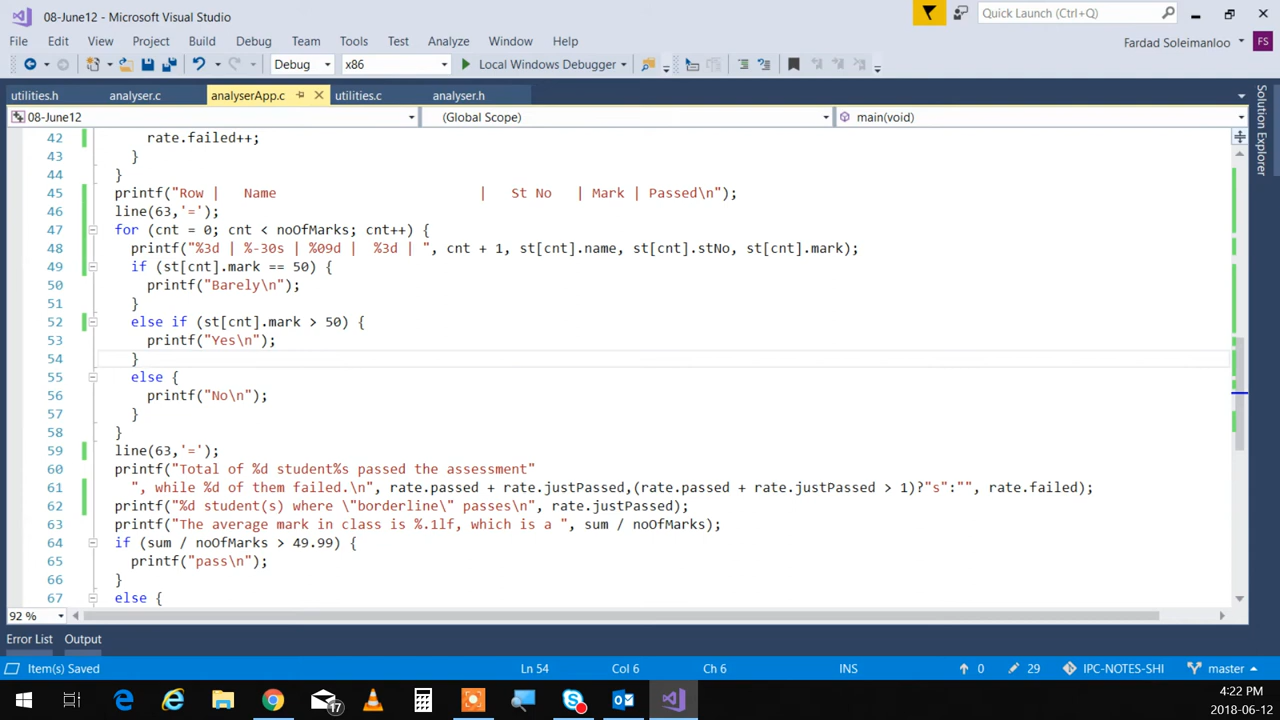 08-June12 - Microsoft Visual Studio
Quick Launch (Ctrl+Q)
File Edit View Project Build Debug Team Tools Test Analyze Window Help
Fardad Soleimanloo FS
Debug x86 Local Windows Debugger
utilities.h analyser.c analyserApp.c utilities.c analyser.h
Solution Explorer
08-June12 (Global Scope) main(void)
42 rate.failed++;
43 }
44 }
45 printf("Row |   Name                          |   St No   | Mark | Passed\n");
46 line(63,'=');
47 for (cnt = 0; cnt < noOfMarks; cnt++) {
48 printf("%3d | %-30s | %09d |  %3d | ", cnt + 1, st[cnt].name, st[cnt].stNo, st[cnt].mark);
49 if (st[cnt].mark == 50) {
50 printf("Barely\n");
51 }
52 else if (st[cnt].mark > 50) {
53 printf("Yes\n");
54 }
55 else {
56 printf("No\n");
57 }
58 }
59 line(63,'=');
60 printf("Total of %d student%s passed the assessment"
61 ", while %d of them failed.\n", rate.passed + rate.justPassed,(rate.passed + rate.justPassed > 1)?"s":"", rate.failed);
62 printf("%d student(s) where \"borderline\" passes\n", rate.justPassed);
63 printf("The average mark in class is %.1lf, which is a ", sum / noOfMarks);
64 if (sum / noOfMarks > 49.99) {
65 printf("pass\n");
66 }
67 else {
92 %
Error List Output
Item(s) Saved Ln 54 Col 6 Ch 6 INS 0 29 IPC-NOTES-SHI master
17
4:22 PM
2018-06-12